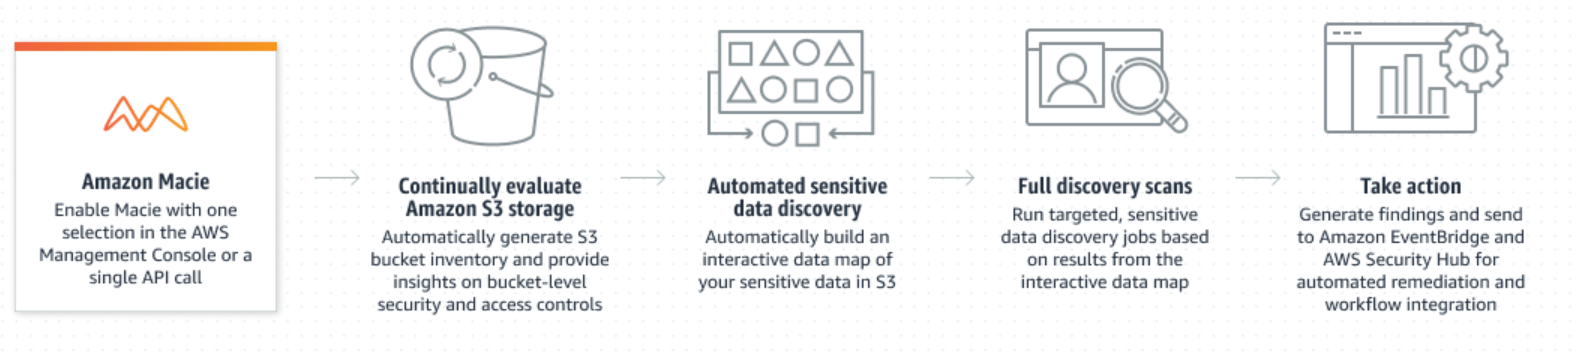 Amazon Macie
Enable Macie with one
selection in the AWS
Management Console or a
single API call
Continually evaluate
Amazon S3 storage
Automatically generate S3
bucket inventory and provide
insights on bucket-level
security and access controls
Automated sensitive
data discovery
Automatically build an
interactive data map of
your sensitive data in S3
Full discovery scans
Run targeted, sensitive
data discovery jobs based
on results from the
interactive data map
Take action
Generate findings and send
to Amazon EventBridge and
AWS Security Hub for
automated remediation and
workflow integration